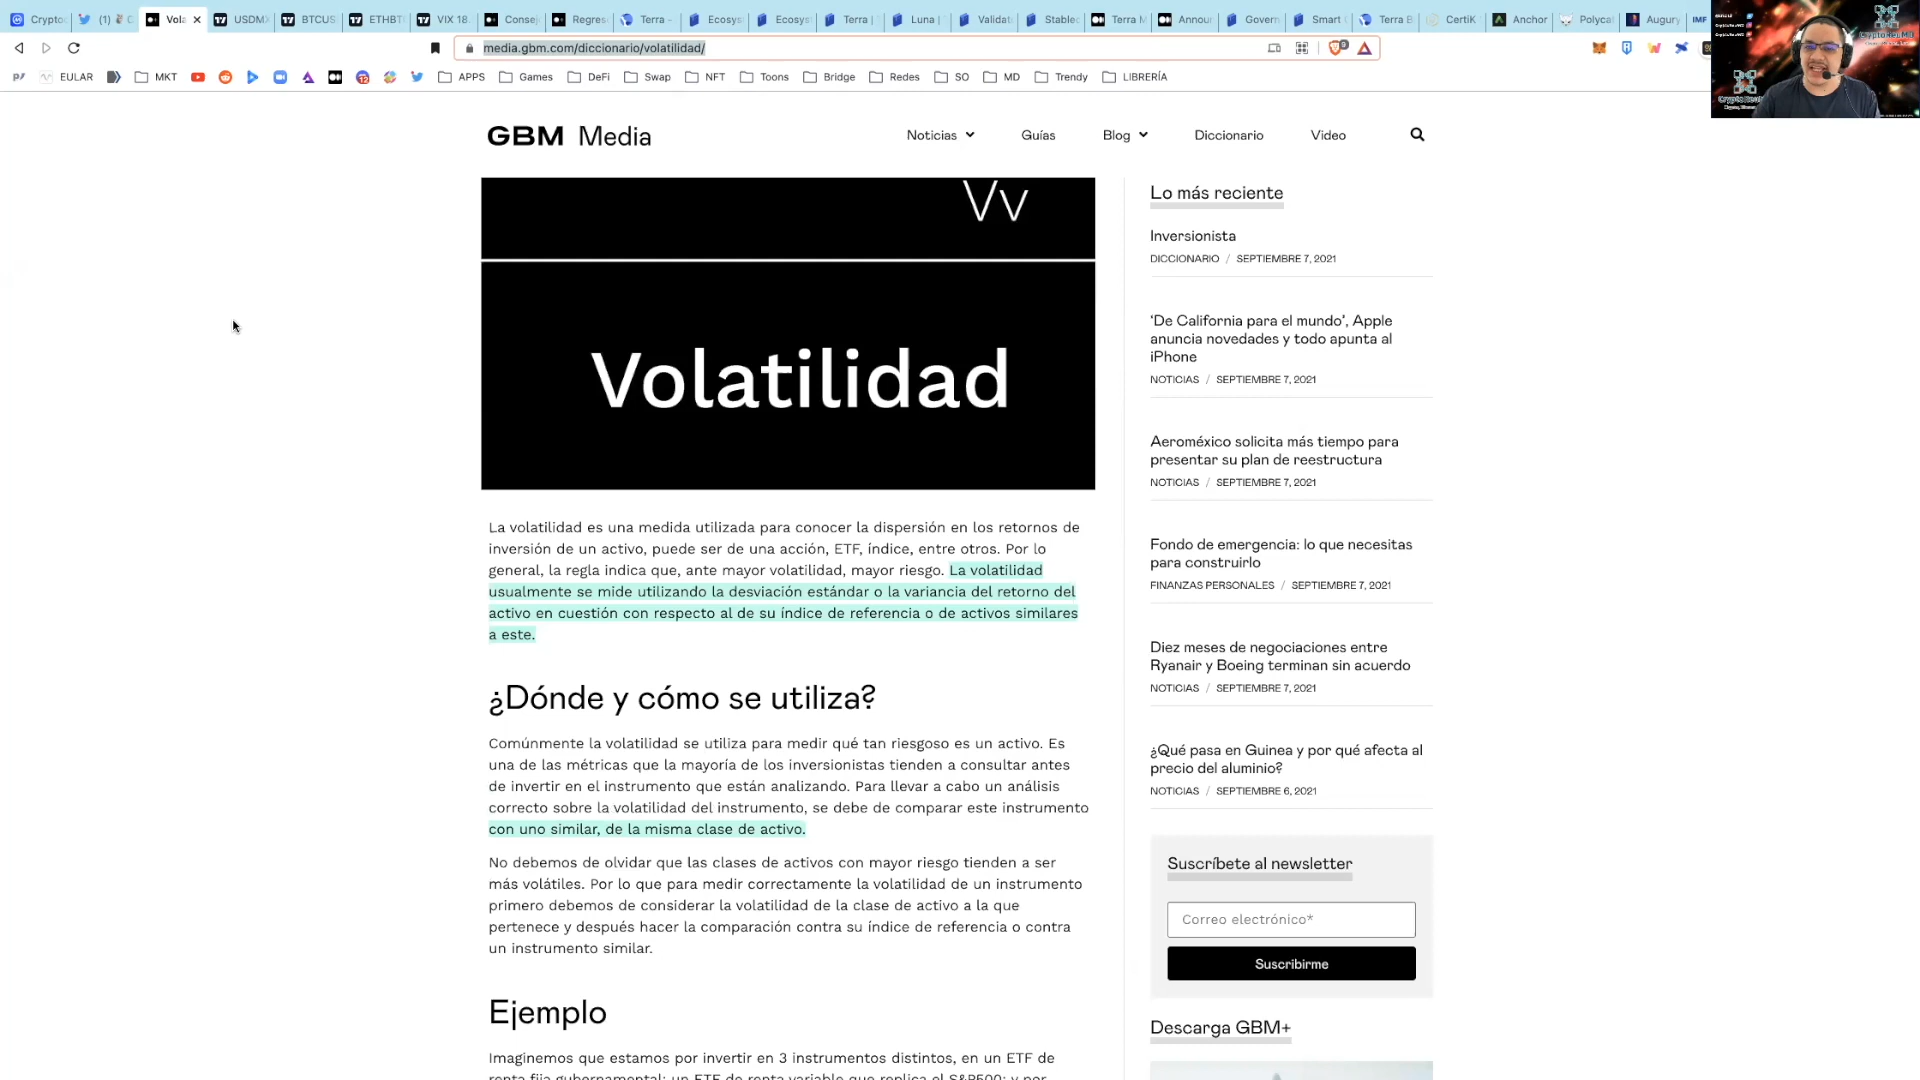 Crypto
(1)
Vola
USDMX
BTCUS
ETHBT
VIX 18.
Consej
Regres
Terra -
Ecosys
Ecosys
Terra |
Luna |
Validat
Stablec
Terra M
Annou
Govern
Smart
Terra B
CertiK
Anchor
Polyca
Augury
IMF
media.gbm.com/diccionario/volatilidad/
EULAR
MKT
12
APPS
Games
DeFi
Swap
NFT
Toons
Bridge
Redes
SO
MD
Trendy
LIBRERÍA
GBM Media
Noticias
Guías
Blog
Diccionario
Video
Vv
Volatilidad
La volatilidad es una medida utilizada para conocer la dispersión en los retornos de
inversión de un activo, puede ser de una acción, ETF, índice, entre otros. Por lo
general, la regla indica que, ante mayor volatilidad, mayor riesgo. La volatilidad
usualmente se mide utilizando la desviación estándar o la variancia del retorno del
activo en cuestión con respecto al de su índice de referencia o de activos similares
a este.
¿Dónde y cómo se utiliza?
Comúnmente la volatilidad se utiliza para medir qué tan riesgoso es un activo. Es
una de las métricas que la mayoría de los inversionistas tienden a consultar antes
de invertir en el instrumento que están analizando. Para llevar a cabo un análisis
correcto sobre la volatilidad del instrumento, se debe de comparar este instrumento
con uno similar, de la misma clase de activo.
No debemos de olvidar que las clases de activos con mayor riesgo tienden a ser
más volátiles. Por lo que para medir correctamente la volatilidad de un instrumento
primero debemos de considerar la volatilidad de la clase de activo a la que
pertenece y después hacer la comparación contra su índice de referencia o contra
un instrumento similar.
Ejemplo
Imaginemos que estamos por invertir en 3 instrumentos distintos, en un ETF de
renta fija gubernamental; un ETF de renta variable que replica el S&P500; y por
Lo más reciente
Inversionista
DICCIONARIO / SEPTIEMBRE 7, 2021
'De California para el mundo', Apple
anuncia novedades y todo apunta al
iPhone
NOTICIAS / SEPTIEMBRE 7, 2021
Aeroméxico solicita más tiempo para
presentar su plan de reestructura
NOTICIAS / SEPTIEMBRE 7, 2021
Fondo de emergencia: lo que necesitas
para construirlo
FINANZAS PERSONALES / SEPTIEMBRE 7, 2021
Diez meses de negociaciones entre
Ryanair y Boeing terminan sin acuerdo
NOTICIAS / SEPTIEMBRE 7, 2021
¿Qué pasa en Guinea y por qué afecta al
precio del aluminio?
NOTICIAS / SEPTIEMBRE 6, 2021
Suscríbete al newsletter
Correo electrónico*
Suscribirme
Descarga GBM+